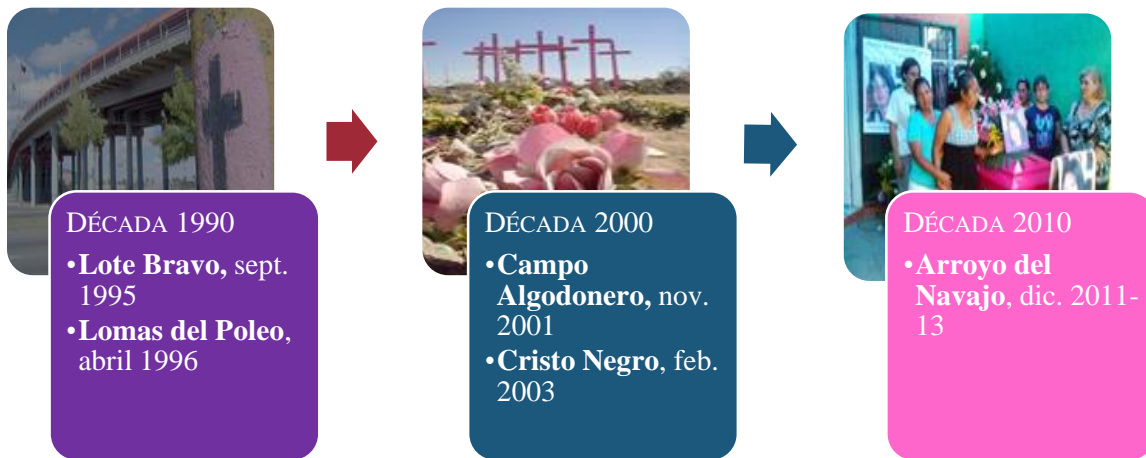 DÉCADA 1990
•Lote Bravo, sept.
1995
•Lomas del Poleo,
abril 1996
DÉCADA 2000
•Campo
Algodonero, nov.
2001
•Cristo Negro, feb.
2003
DÉCADA 2010
•Arroyo del
Navajo, dic. 2011-
13